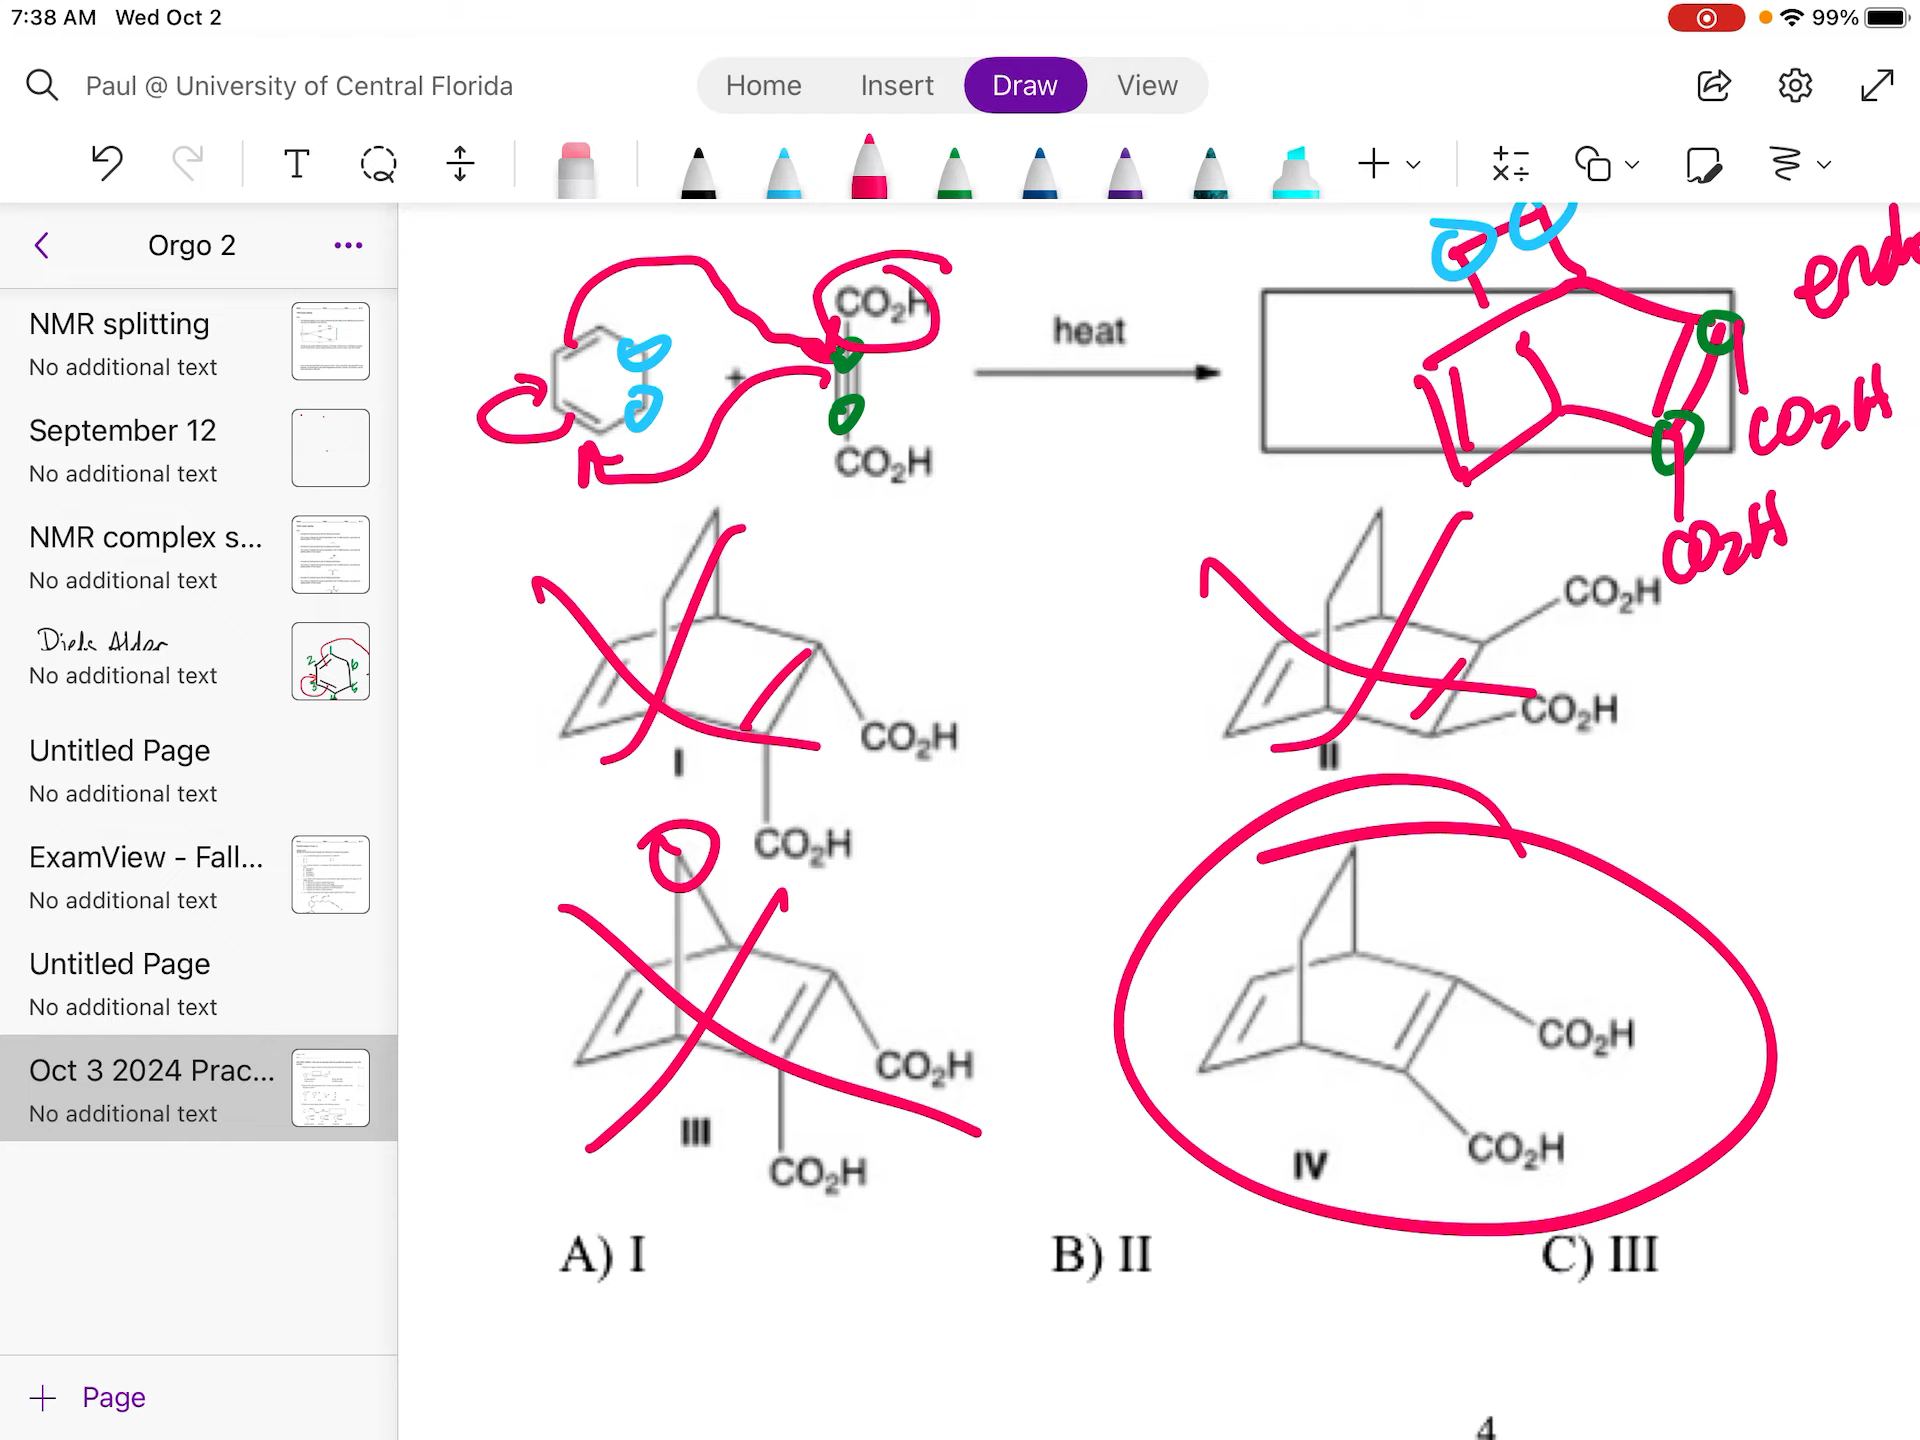 7:38 AM Wed Oct 2
99%
Paul @ University of Central Florida
Home Insert Draw View
T
Orgo 2
NMR splitting
No additional text
September 12
No additional text
NMR complex s...
No additional text
Diels Alder
No additional text
Untitled Page
No additional text
ExamView - Fall...
No additional text
Untitled Page
No additional text
Oct 3 2024 Prac...
No additional text
Page
CO₂H
+
CO₂H
heat
CO2H
CO2H
CO₂H
CO₂H
I
CO₂H
CO₂H
II
CO₂H
CO₂H
III
CO₂H
CO₂H
IV
A) I B) II C) III
4